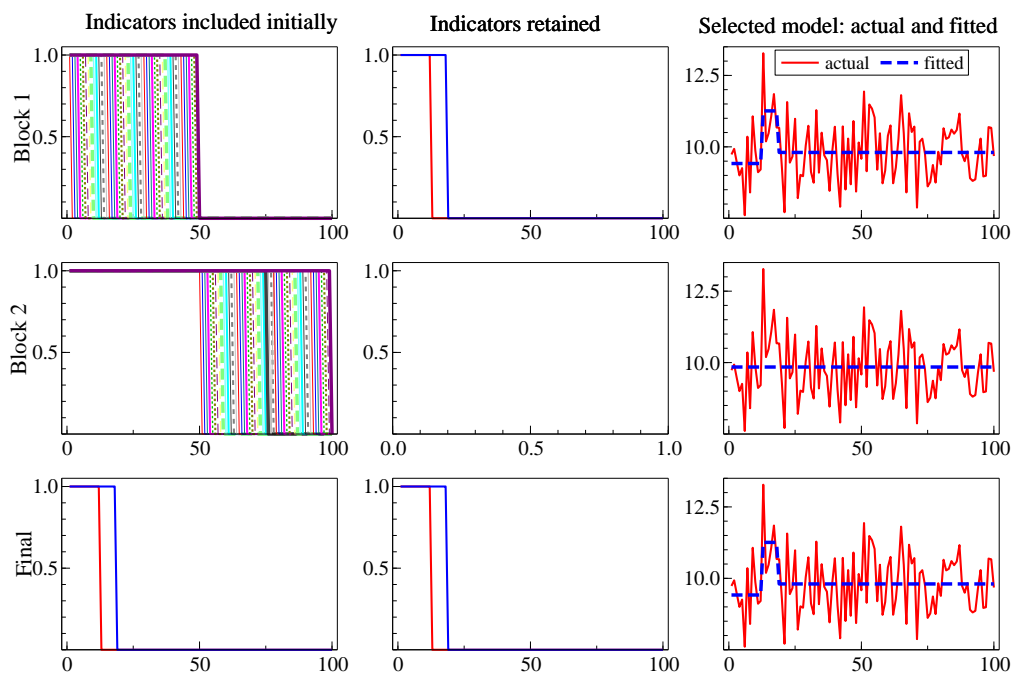 Indicators included initially
Indicators retained
Selected model: actual and fitted
Block 1
1.0
0.5
0 50 100
1.0
0.5
0 50 100
actual fitted
12.5
10.0
0 50 100
Block 2
1.0
0.5
0 50 100
1.0
0.5
0.0 0.5 1.0
12.5
10.0
0 50 100
Final
1.0
0.5
0 50 100
1.0
0.5
0 50 100
12.5
10.0
0 50 100